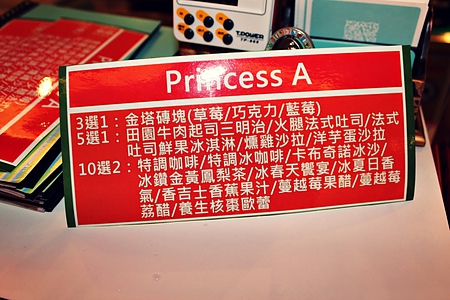 T.POWER
Princess A
3選1：金塔磚塊(草莓/巧克力/藍莓)
5選1：田園牛肉起司三明治/火腿法式吐司/法式
吐司鮮果冰淇淋/燻雞沙拉/洋芋蛋沙拉
10選2：特調咖啡/特調冰咖啡/卡布奇諾冰沙/
冰鑽金黃鳳梨茶/冰春天饗宴/冰夏日香
氣/香吉士香蕉果汁/蔓越莓果醋/蔓越莓
荔醋/養生核棗歐蕾